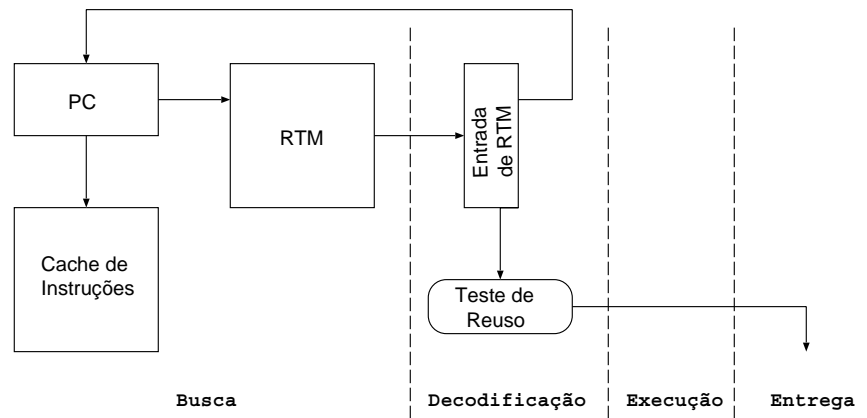 PC
RTM
Entrada
de RTM
Cache de
Instruções
Teste de
Reuso
Busca
Decodificação
Execução
Entrega